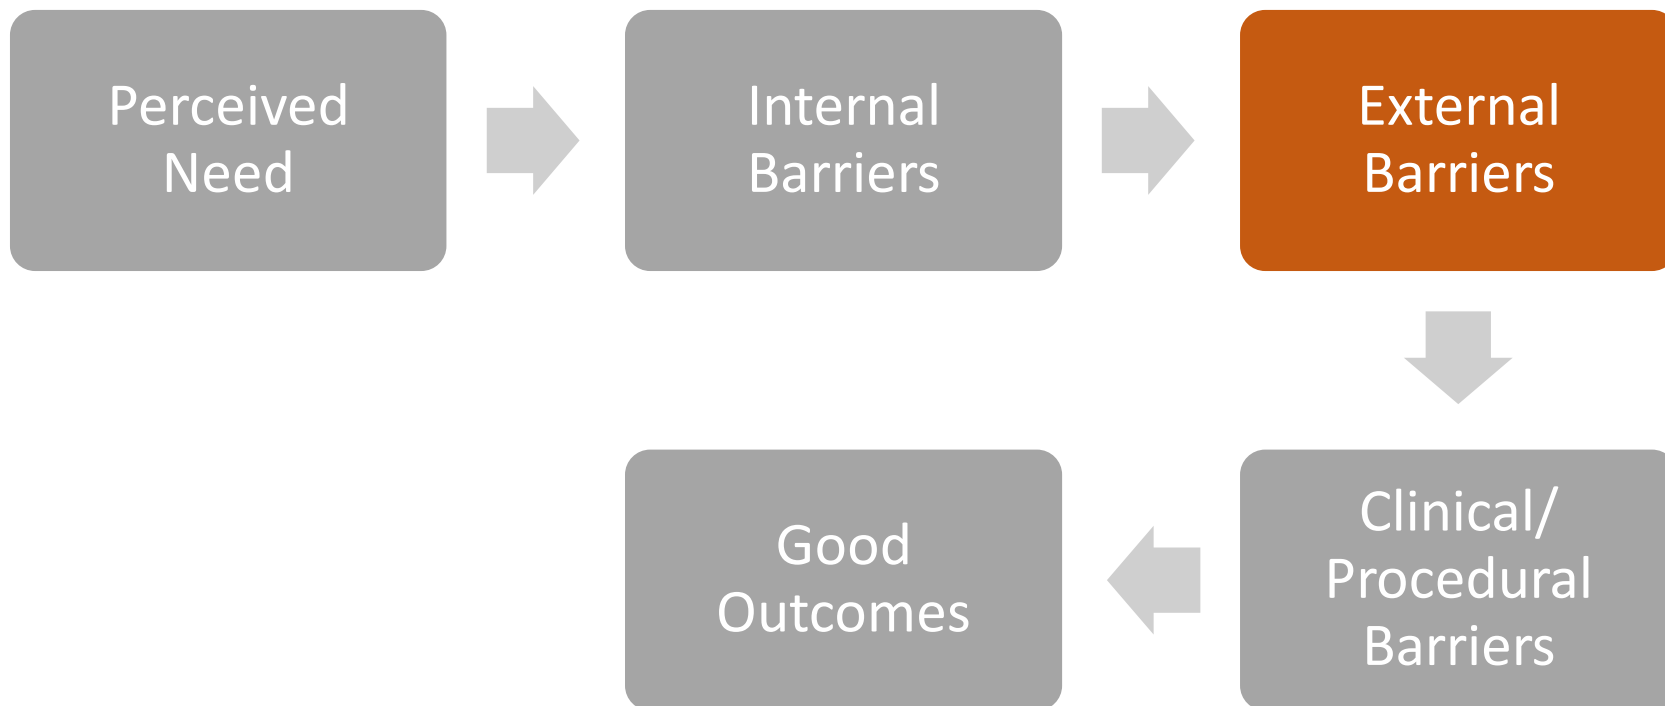 Perceived
Need
Internal
Barriers
External
Barriers
Good
Outcomes
Clinical/
Procedural
Barriers